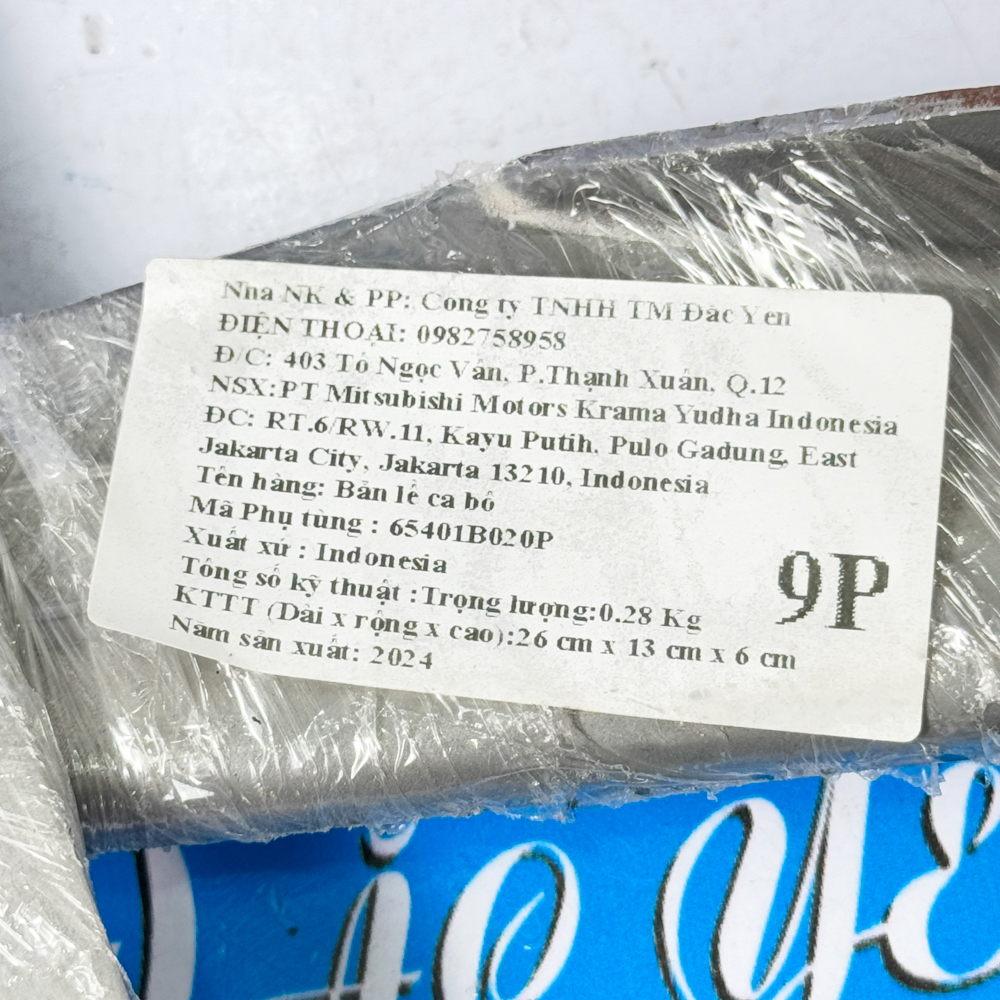 Nhà NK & PP: Công ty TNHH TM Đắc Yến
ĐIỆN THOẠI: 0982758958
Đ/C: 403 Tô Ngọc Vân, P.Thạnh Xuân, Q.12
NSX:PT Mitsubishi Motors Krama Yudha Indonesia
ĐC: RT.6/RW.11, Kayu Putih, Pulo Gadung, East
Jakarta City, Jakarta 13210, Indonesia
Tên hàng: Bản lề ca bô
Mã Phụ tùng : 65401B020P
Xuất xứ : Indonesia
Tổng số kỹ thuật :Trọng lượng:0.28 Kg
KTTT (Dài x rộng x cao):26 cm x 13 cm x 6 cm
Năm sản xuất: 2024
9P